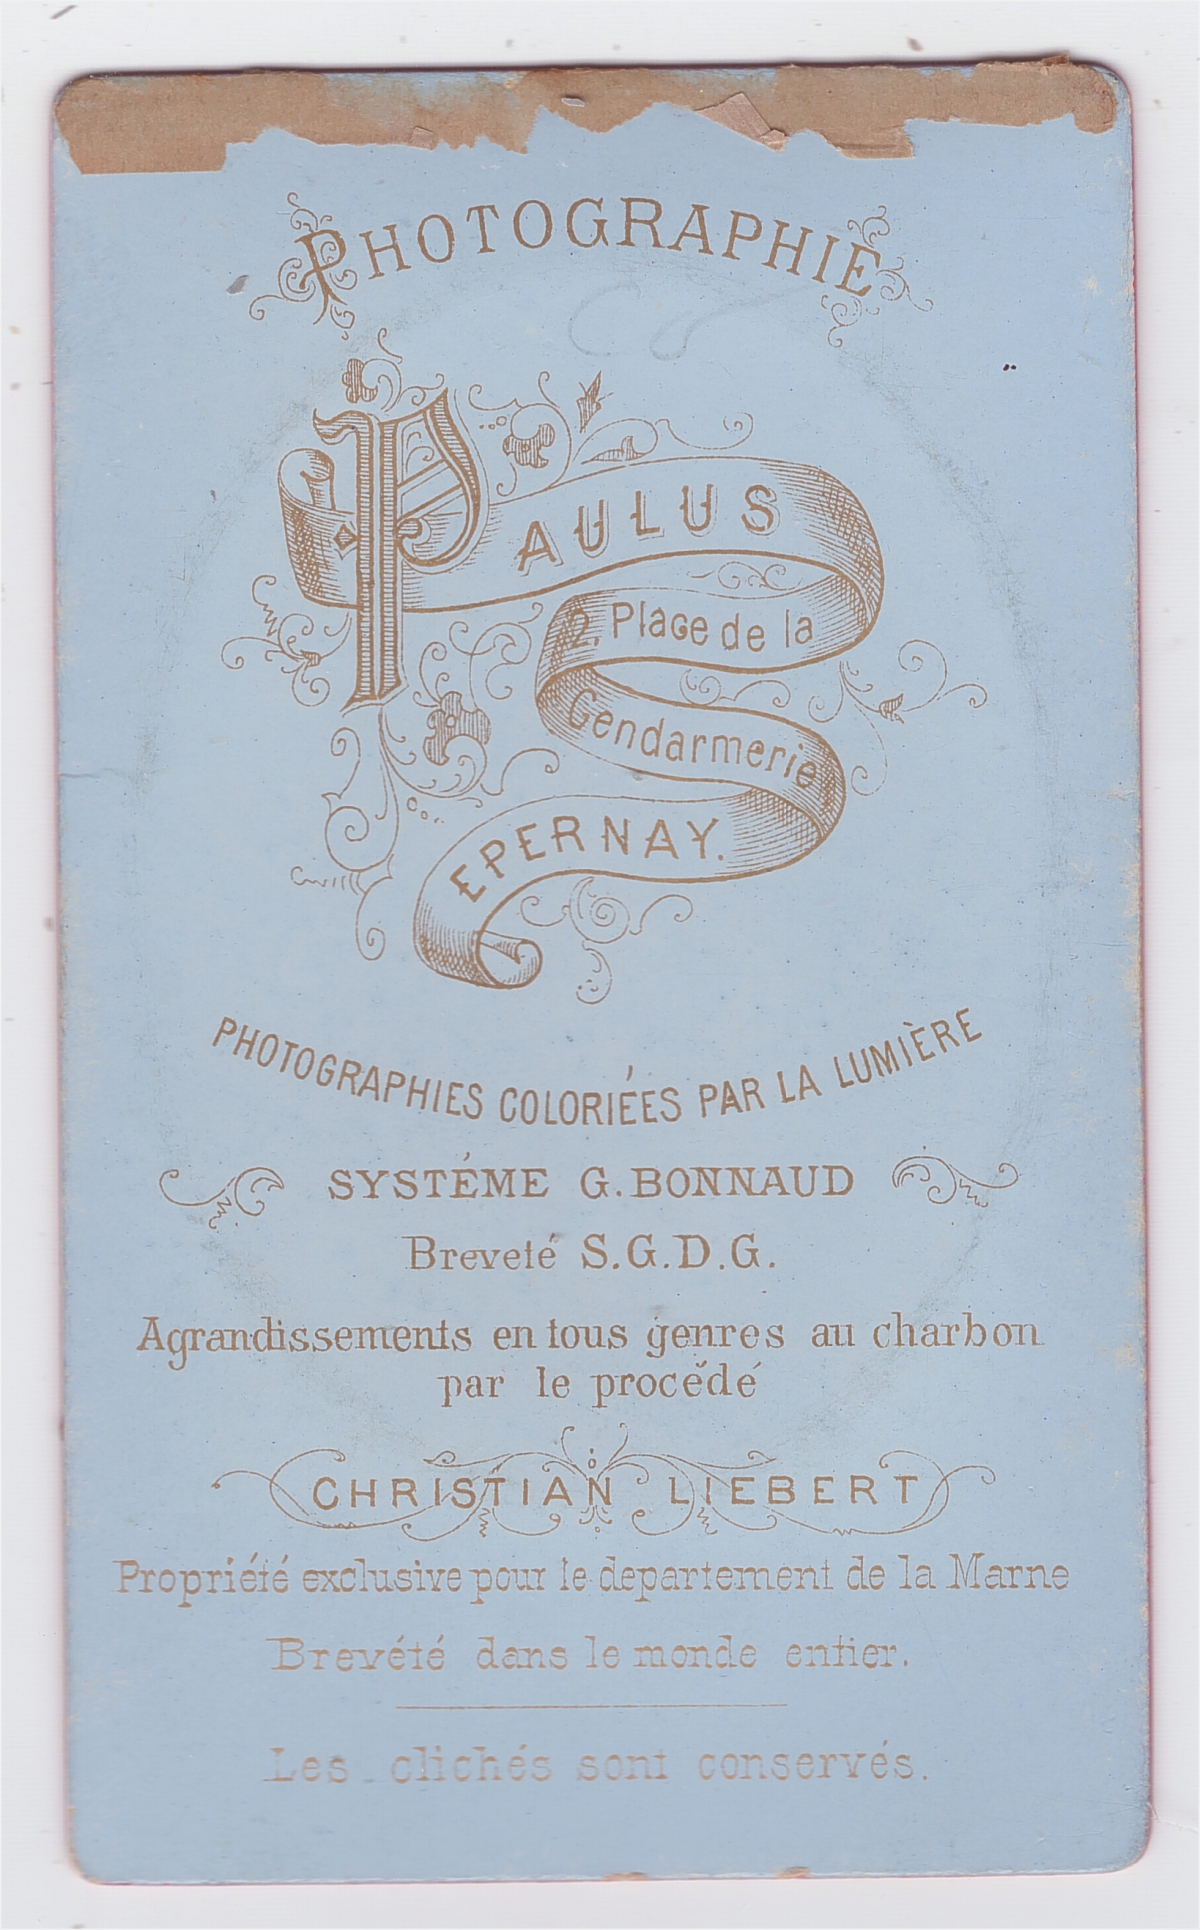 PHOTOGRAPHIE
PAULUS
2, Place de la
Gendarmerie
EPERNAY.
PHOTOGRAPHIES COLORIÉES PAR LA LUMIÈRE
SYSTÉME G. BONNAUD
Breveté S.G.D.G.
Agrandissements en tous genres au charbon
par le procédé
CHRISTIAN LIEBERT
Propriété exclusive pour le departement de la Marne
Brevété dans le monde entier.
Les clichés sont conservés.